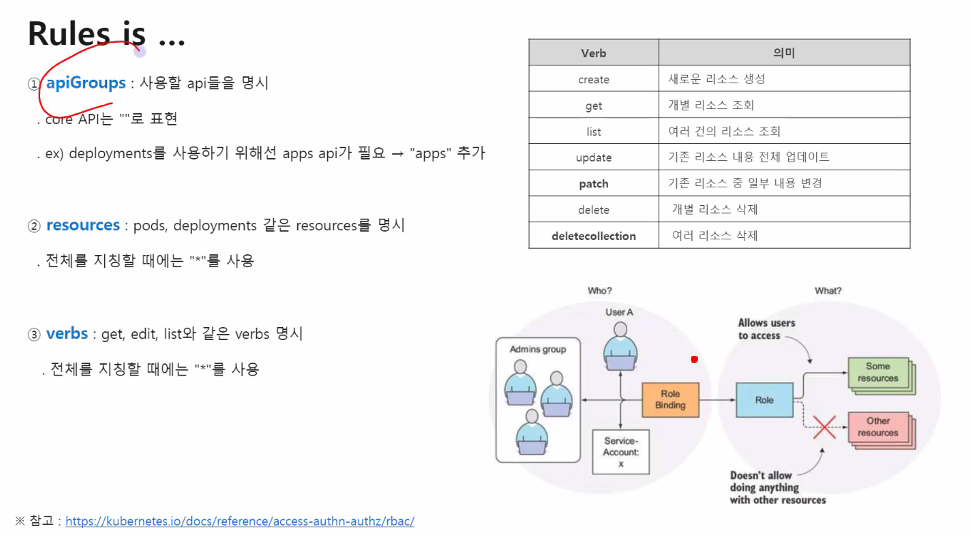 Rules is ...
① apiGroups : 사용할 api들을 명시
. core API는 ""로 표현
. ex) deployments를 사용하기 위해선 apps api가 필요 → "apps" 추가
② resources : pods, deployments 같은 resources를 명시
. 전체를 지칭할 때에는 "*"를 사용
③ verbs : get, edit, list와 같은 verbs 명시
. 전체를 지칭할 때에는 "*"를 사용
Verb 의미
create 새로운 리소스 생성
get 개별 리소스 조회
list 여러 건의 리소스 조회
update 기존 리소스 내용 전체 업데이트
patch 기존 리소스 중 일부 내용 변경
delete 개별 리소스 삭제
deletecollection 여러 리소스 삭제
Who?
User A
Admins group
Role
Binding
Service-
Account:
x
What?
Allows users
to access
Role
Some
resources
Other
resources
Doesn't allow
doing anything
with other resources
※ 참고 : https://kubernetes.io/docs/reference/access-authn-authz/rbac/